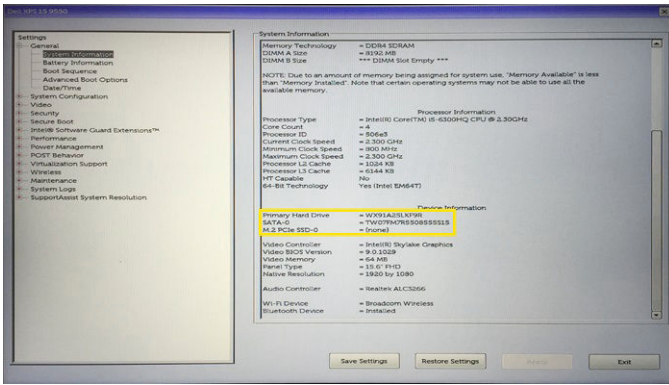 Dell XPS 15 9550
Settings
General
System Information
Battery Information
Boot Sequence
Advanced Boot Options
Date/Time
System Configuration
Video
Security
Secure Boot
Intel® Software Guard Extensions™
Performance
Power Management
POST Behavior
Virtualization Support
Wireless
Maintenance
System Logs
SupportAssist System Resolution
System Information
Memory Technology = DDR4 SDRAM
DIMM A Size = 8192 MB
DIMM B Size *** DIMM Slot Empty ***
NOTE: Due to an amount of memory being assigned for system use, "Memory Available" is less
than "Memory Installed". Note that certain operating systems may not be able to use all the
available memory.
Processor Information
Processor Type = Intel(R) Core(TM) i5-6300HQ CPU @ 2.30GHz
Core Count = 4
Processor ID = 506e3
Current Clock Speed = 2.300 GHz
Minimum Clock Speed = 800 MHz
Maximum Clock Speed = 2.300 GHz
Processor L2 Cache = 1024 KB
Processor L3 Cache = 6144 KB
HT Capable No
64-Bit Technology Yes (Intel EM64T)
Device Information
Primary Hard Drive =
SATA-0 =
M.2 PCIe SSD-0 = (none)
Video Controller = Intel(R) Skylake Graphics
Video BIOS Version = 9.0.1029
Video Memory = 64 MB
Panel Type = 15.6" FHD
Native Resolution = 1920 by 1080
Audio Controller = Realtek ALC3266
Wi-Fi Device = Broadcom Wireless
Bluetooth Device = Installed
Save Settings
Restore Settings
Exit